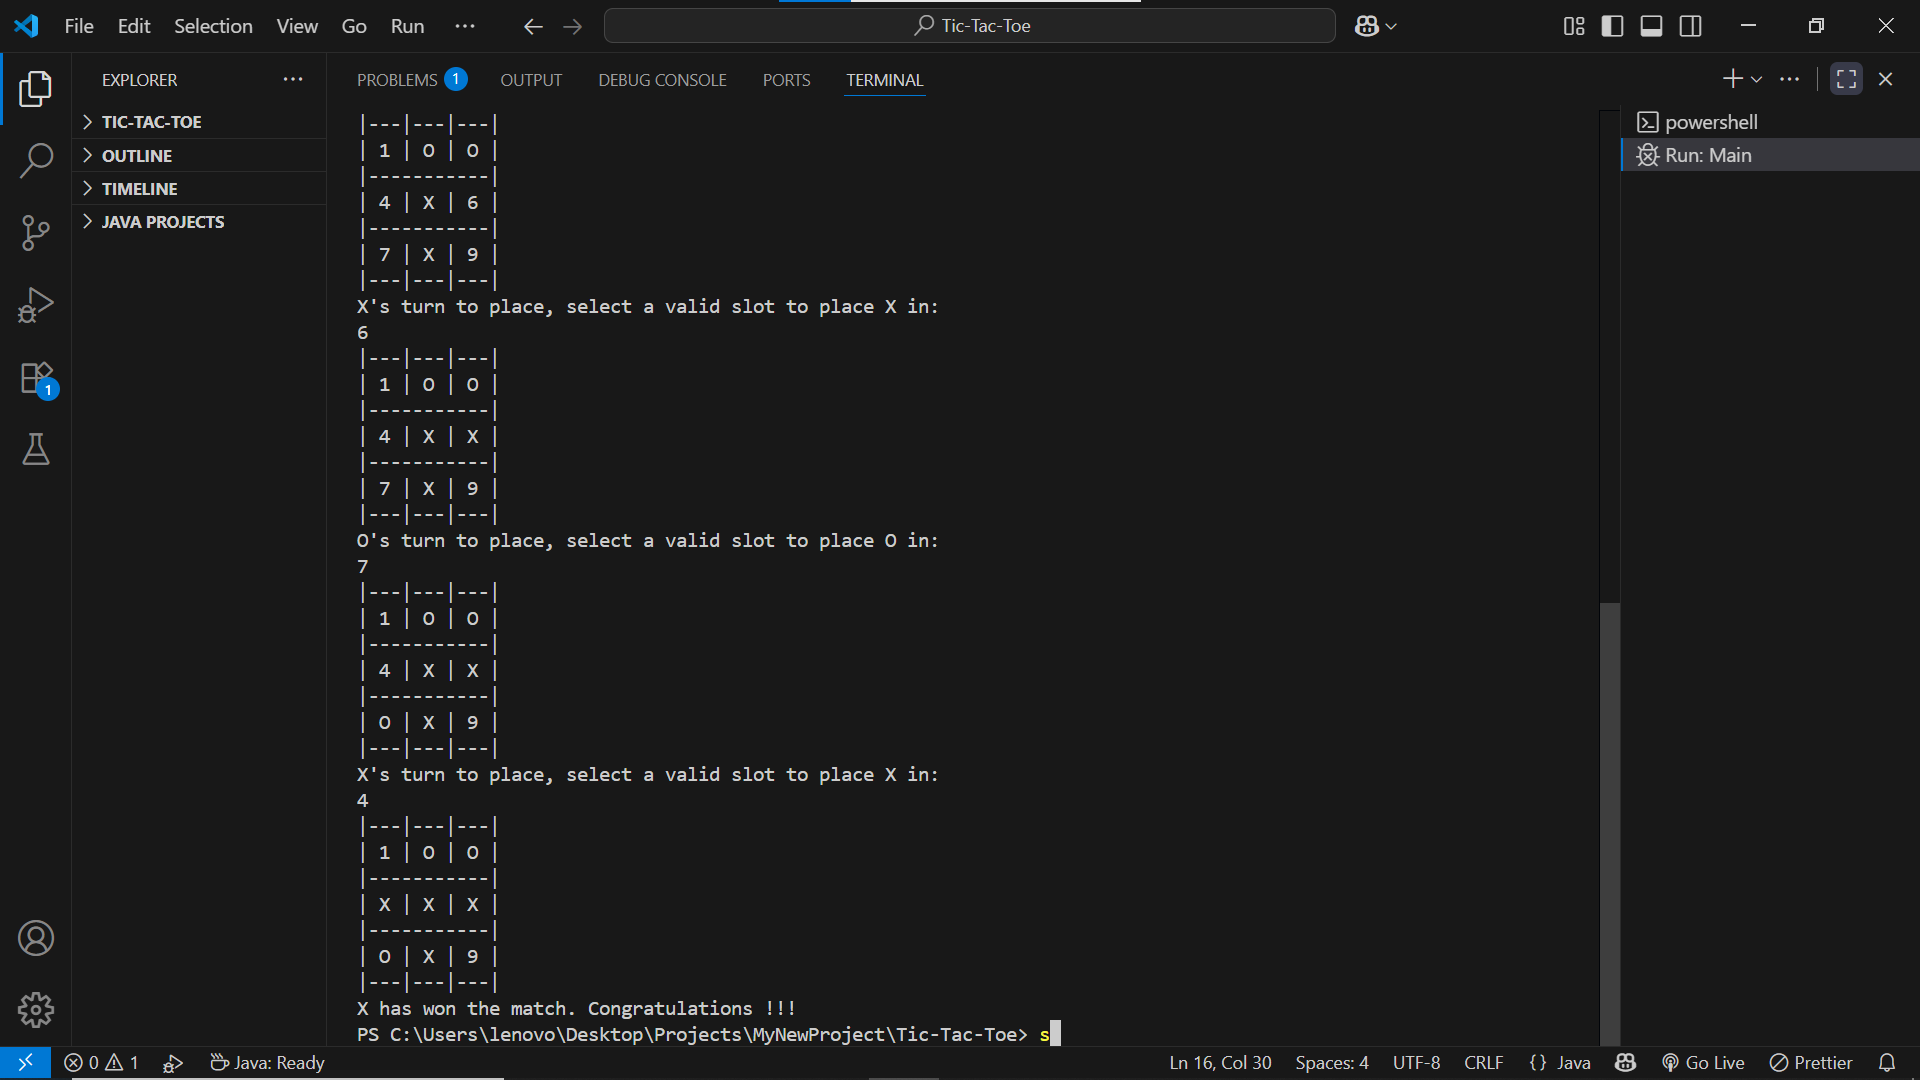 File Edit Selection View Go Run ··· Tic-Tac-Toe
EXPLORER ···
TIC-TAC-TOE
OUTLINE
TIMELINE
JAVA PROJECTS
1
PROBLEMS 1 OUTPUT DEBUG CONSOLE PORTS TERMINAL
|---|---|---|
| 1 | O | O |
|-----------|
| 4 | X | 6 |
|-----------|
| 7 | X | 9 |
|---|---|---|
X's turn to place, select a valid slot to place X in:
6
|---|---|---|
| 1 | O | O |
|-----------|
| 4 | X | X |
|-----------|
| 7 | X | 9 |
|---|---|---|
O's turn to place, select a valid slot to place O in:
7
|---|---|---|
| 1 | O | O |
|-----------|
| 4 | X | X |
|-----------|
| O | X | 9 |
|---|---|---|
X's turn to place, select a valid slot to place X in:
4
|---|---|---|
| 1 | O | O |
|-----------|
| X | X | X |
|-----------|
| O | X | 9 |
|---|---|---|
X has won the match. Congratulations !!!
PS C:\Users\lenovo\Desktop\Projects\MyNewProject\Tic-Tac-Toe> s
powershell
Run: Main
0 1 Java: Ready Ln 16, Col 30 Spaces: 4 UTF-8 CRLF {} Java Go Live Prettier